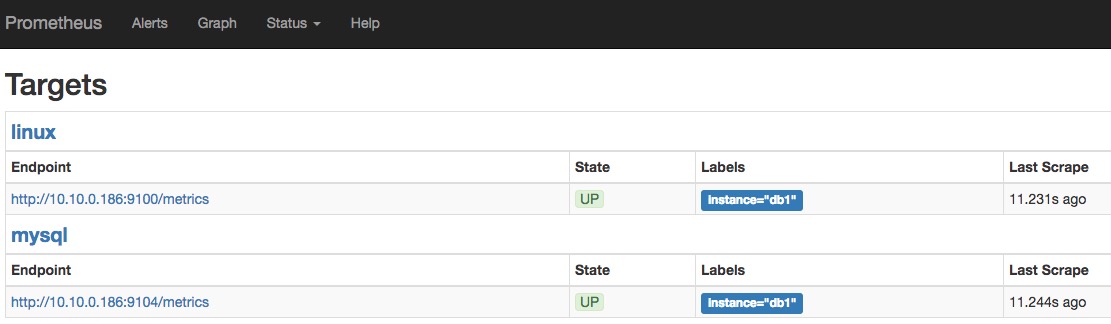 Prometheus Alerts Graph Status Help
Targets
linux
Endpoint State Labels Last Scrape
http://10.10.0.186:9100/metrics UP instance="db1" 11.231s ago
mysql
Endpoint State Labels Last Scrape
http://10.10.0.186:9104/metrics UP instance="db1" 11.244s ago